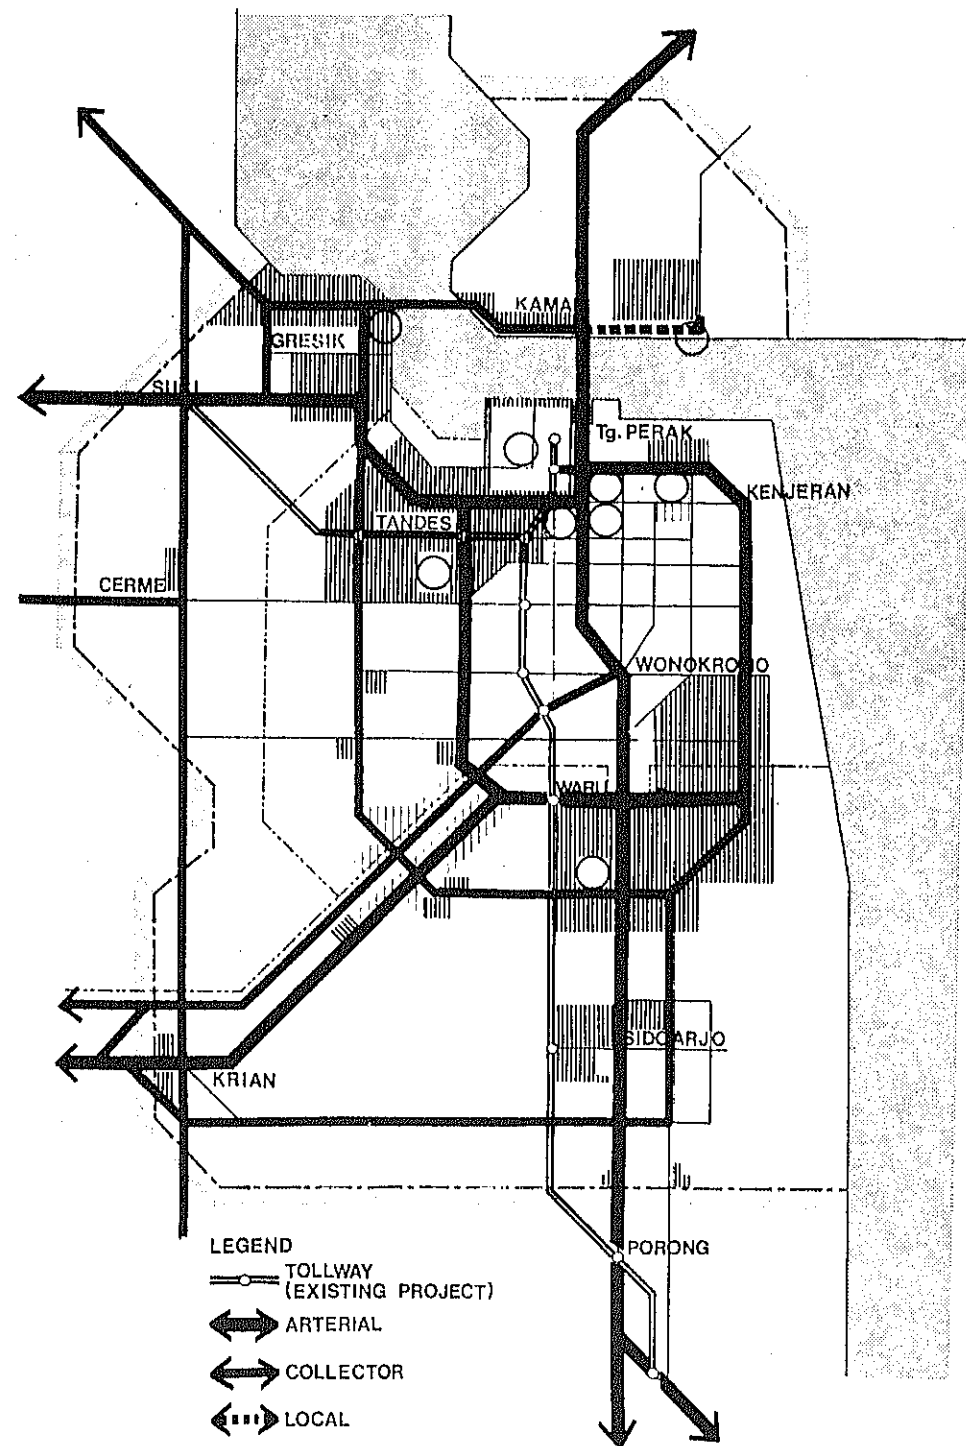 KAMAL
GRESIK
Tg. PERAK
KENJERAN
TANDES
CERME
WONOKROMO
WARU
SIDOARJO
KRIAN
PORONG
LEGEND
TOLLWAY
(EXISTING PROJECT)
ARTERIAL
COLLECTOR
LOCAL